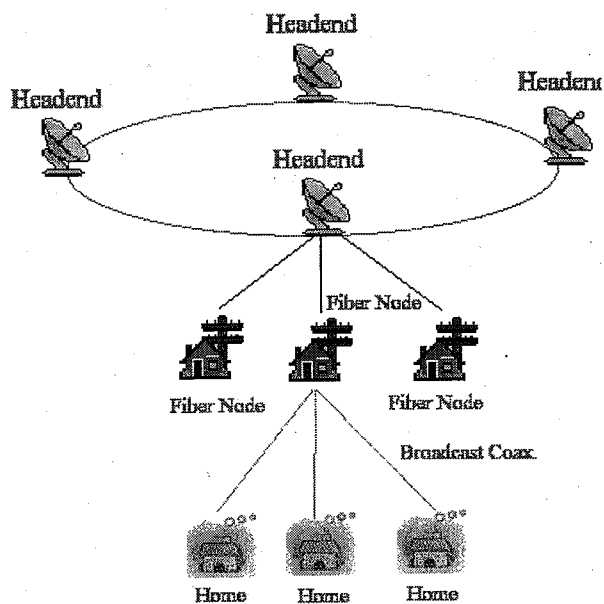 Headend
Headend
Headend
Headend
Fiber Node
Fiber Node
Fiber Node
Broadcast Coax.
Home
Home
Home